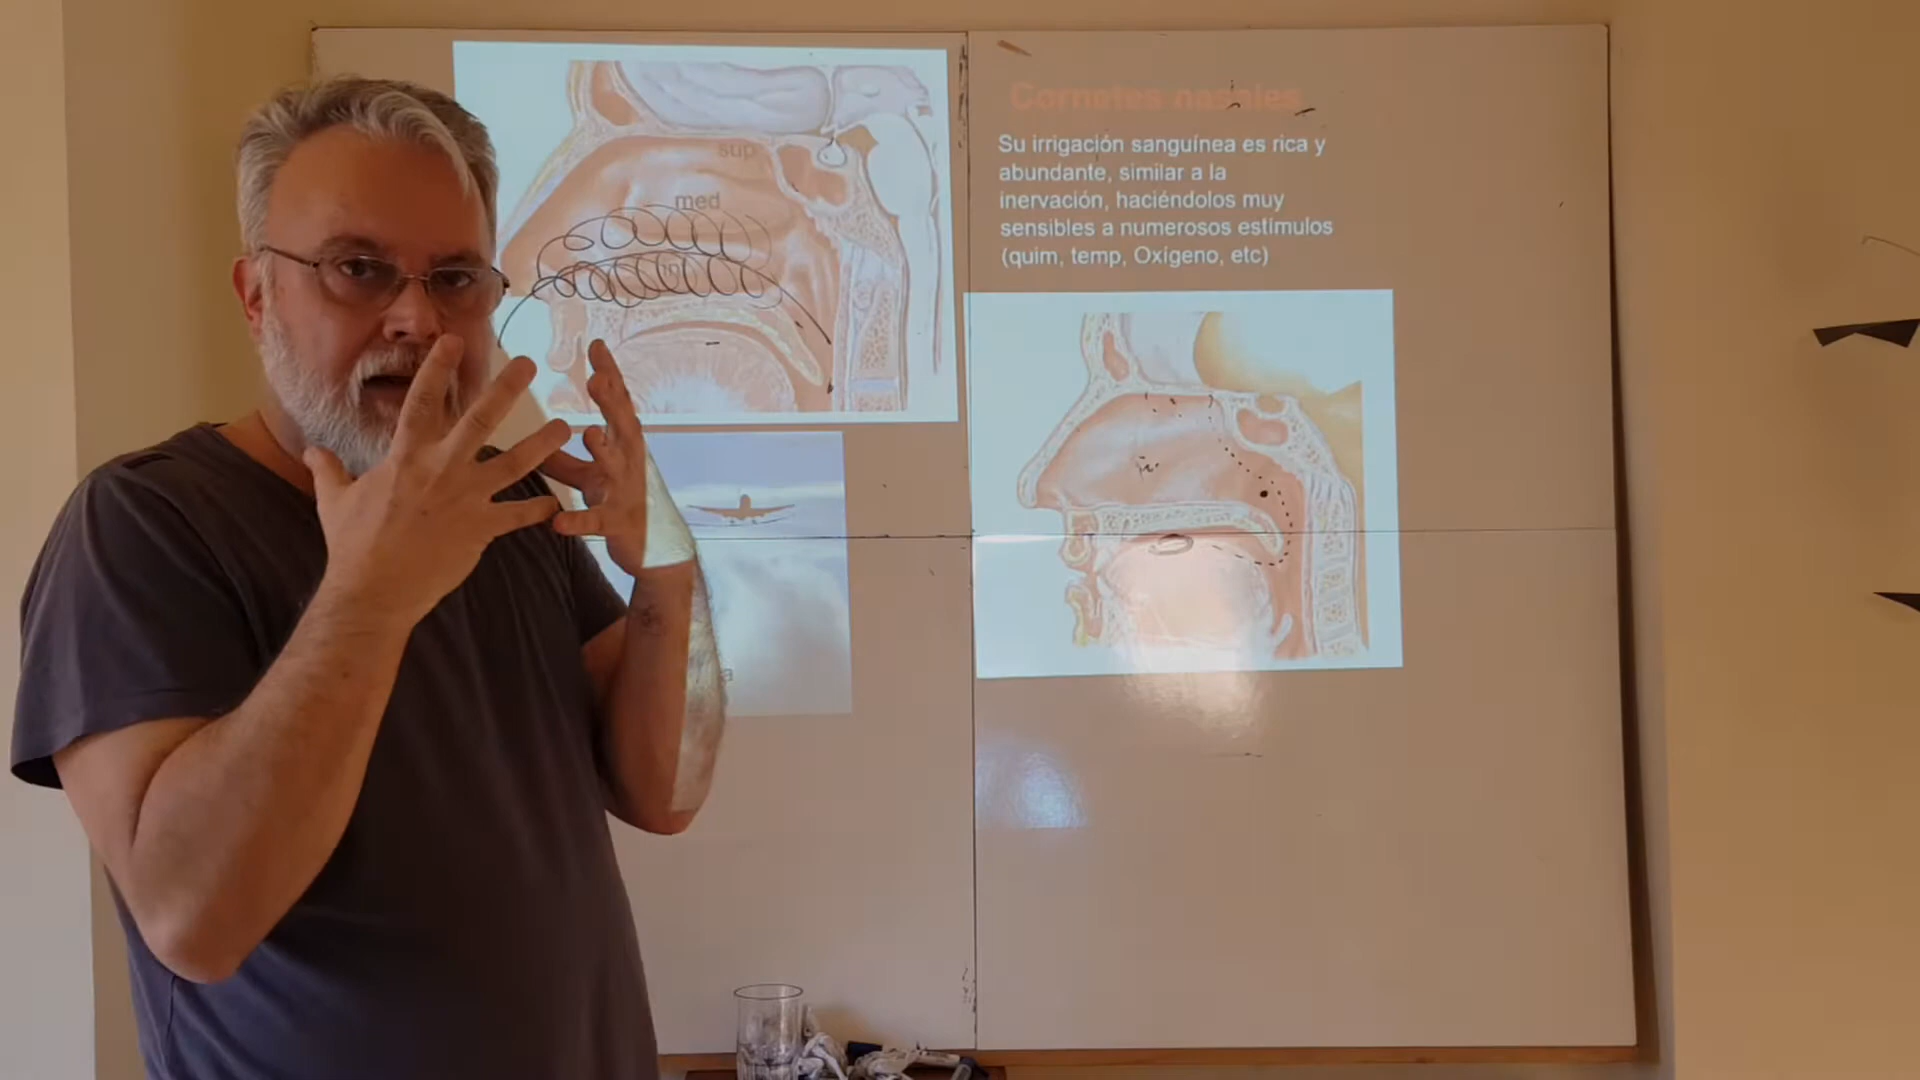 sup
med
Cornetes nasales
Su irrigación sanguínea es rica y
abundante, similar a la
inervación, haciéndolos muy
sensibles a numerosos estímulos
(quim, temp, Oxígeno, etc)